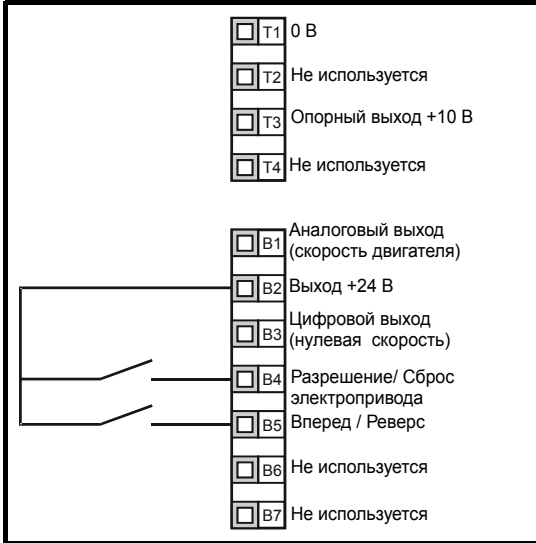 T1 0 В
T2 Не используется
T3 Опорный выход +10 В
T4 Не используется
B1 Аналоговый выход
(скорость двигателя)
B2 Выход +24 В
B3 Цифровой выход
(нулевая скорость)
B4 Разрешение/ Сброс
электропривода
B5 Вперед / Реверс
B6 Не используется
B7 Не используется